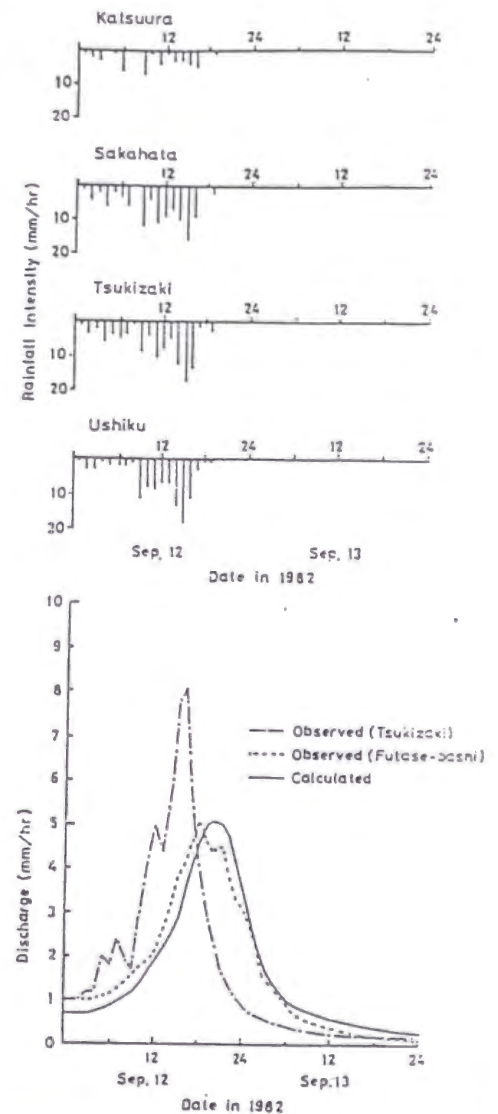 Katsuura
12 24 12 24
10
20
Sakahata
12 24 12 24
10
20
Rainfall Intensity (mm/hr)
Tsukizaki
12 24 12 24
10
20
Ushiku
12 24 12 24
10
20
Sep, 12 Sep, 13
Date in 1982
10
9
8
7
6
5
4
3
2
1
0
Discharge (mm/hr)
Observed (Tsukizaki)
Observed (Futase-bashi)
Calculated
12 24 12 24
Sep, 12 Sep, 13
Date in 1982